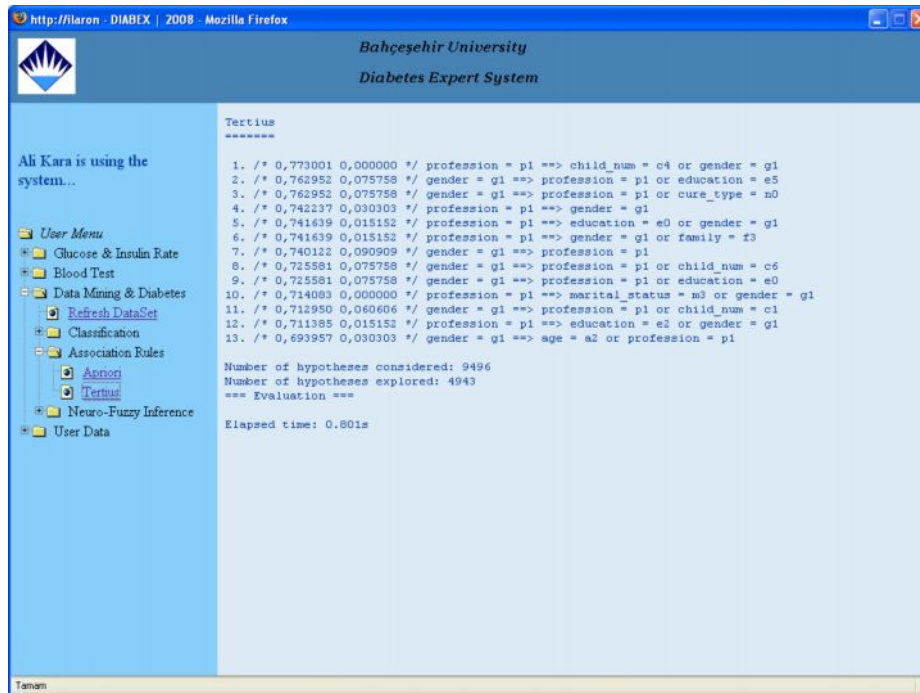 http://ilaron - DIABEX | 2008 - Mozilla Firefox
Bahçeşehir University
Diabetes Expert System
Ali Kara is using the
system...
User Menu
Glucose & Insulin Rate
Blood Test
Data Mining & Diabetes
Refresh DataSet
Classification
Association Rules
Apriori
Tertius
Neuro-Fuzzy Inference
User Data
Tertius
=======
1. /* 0,773001 0,000000 */ profession = p1 ==> child_num = c4 or gender = g1
2. /* 0,762952 0,075758 */ gender = g1 ==> profession = p1 or education = e5
3. /* 0,762952 0,075758 */ gender = g1 ==> profession = p1 or cure_type = n0
4. /* 0,742237 0,030303 */ profession = p1 ==> gender = g1
5. /* 0,741639 0,015152 */ profession = p1 ==> education = e0 or gender = g1
6. /* 0,741639 0,015152 */ profession = p1 ==> gender = g1 or family = f3
7. /* 0,740122 0,090909 */ gender = g1 ==> profession = p1
8. /* 0,725581 0,075758 */ gender = g1 ==> profession = p1 or child_num = c6
9. /* 0,725581 0,075758 */ gender = g1 ==> profession = p1 or education = e0
10. /* 0,714083 0,000000 */ profession = p1 ==> marital_status = m3 or gender = g1
11. /* 0,712950 0,060606 */ gender = g1 ==> profession = p1 or child_num = c1
12. /* 0,711385 0,015152 */ profession = p1 ==> education = e2 or gender = g1
13. /* 0,693957 0,030303 */ gender = g1 ==> age = a2 or profession = p1
Number of hypotheses considered: 9496
Number of hypotheses explored: 4943
=== Evaluation ===
Elapsed time: 0.801s
Tamam